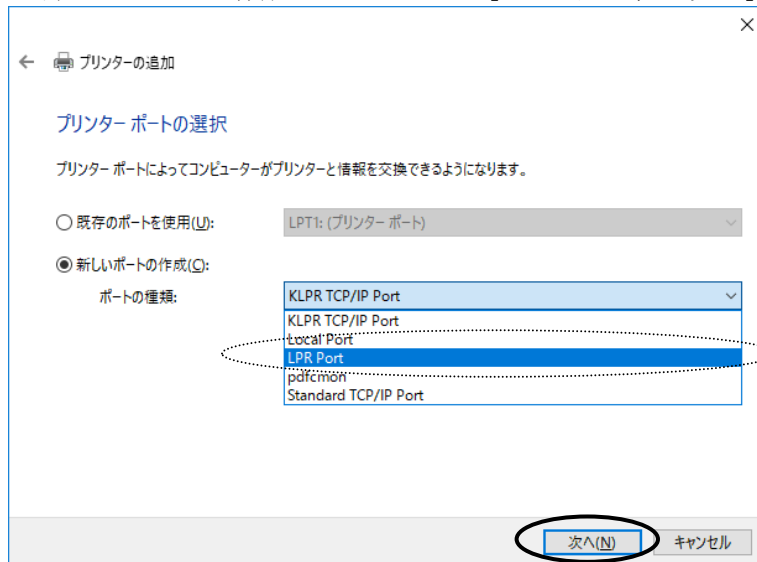 プリンターの追加
プリンター ポートの選択
プリンター ポートによってコンピューターがプリンターと情報を交換できるようになります。
既存のポートを使用(U): LPT1: (プリンター ポート)
新しいポートの作成(C):
ポートの種類: KLPR TCP/IP Port
KLPR TCP/IP Port
Local Port
LPR Port
pdfcmon
Standard TCP/IP Port
次へ(N) キャンセル